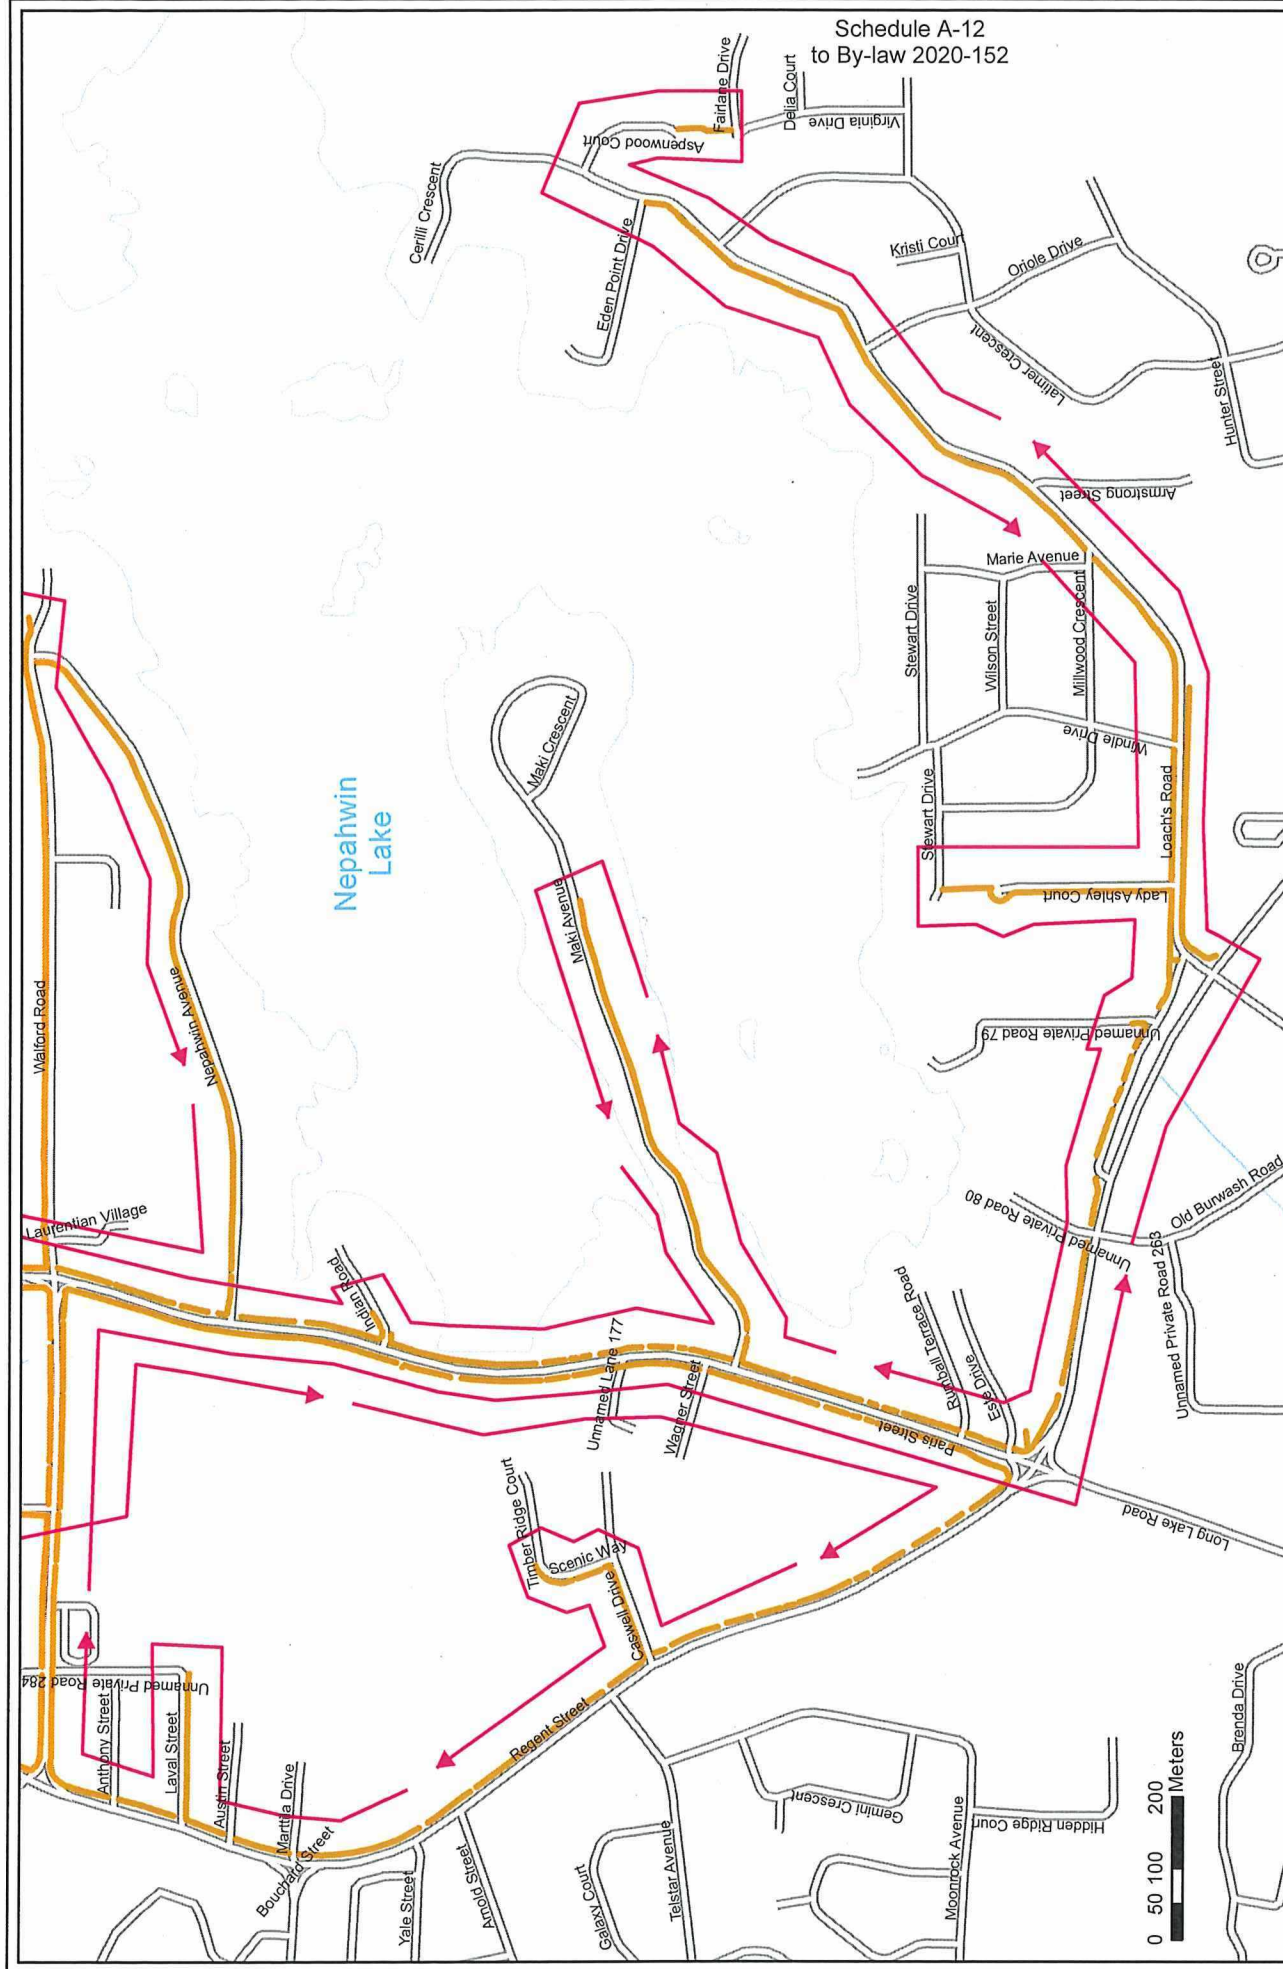 Schedule A-12
to By-law 2020-152
Fairlane Drive
Delia Court
Virginia Drive
Aspenwood Court
Cerilli Crescent
Eden Point Drive
Kristi Court
Oriole Drive
Latimer Crescent
Hunter Street
Armstrong Street
Marie Avenue
Stewart Drive
Wilson Street
Millwood Crescent
Windle Drive
Stewart Drive
Loach's Road
Lady Ashley Court
Maki Crescent
Maki Avenue
Nepahwin
Lake
Walford Road
Nepahwin Avenue
Laurentian Village
Unnamed Private Road 79
Unnamed Private Road 80
Old Burwash Road
Unnamed Private Road 263
Indian Road
Unnamed Lane 177
Wagner Street
Rumball Terrace Road
Este Drive
Paris Street
Long Lake Road
Timber Ridge Court
Scenic Way
Caswell Drive
Regent Street
Unnamed Private Road 284
Anthony Street
Laval Street
Austin Street
Marttila Drive
Bouchard Street
Yale Street
Arnold Street
Galaxy Court
Telstar Avenue
Gemini Crescent
Moonrock Avenue
Hidden Ridge Court
Brenda Drive
0 50 100 200
Meters